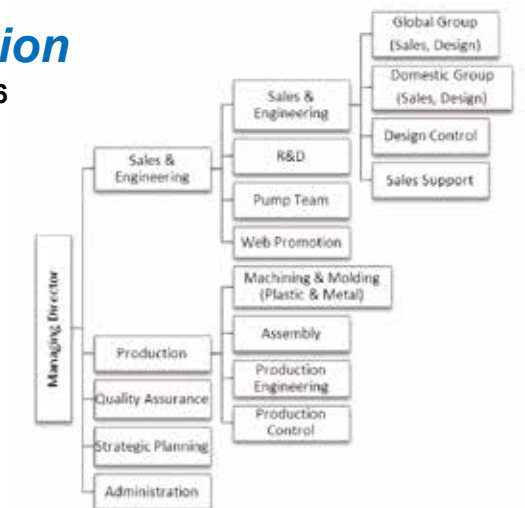 tion
6
Global Group
(Sales, Design)
Sales &
Engineering
Domestic Group
(Sales, Design)
Design Control
Sales Support
Sales &
Engineering
R&D
Pump Team
Web Promotion
Managing Director
Machining & Molding
(Plastic & Metal)
Production
Assembly
Production
Engineering
Quality Assurance
Production
Control
Strategic Planning
Administration